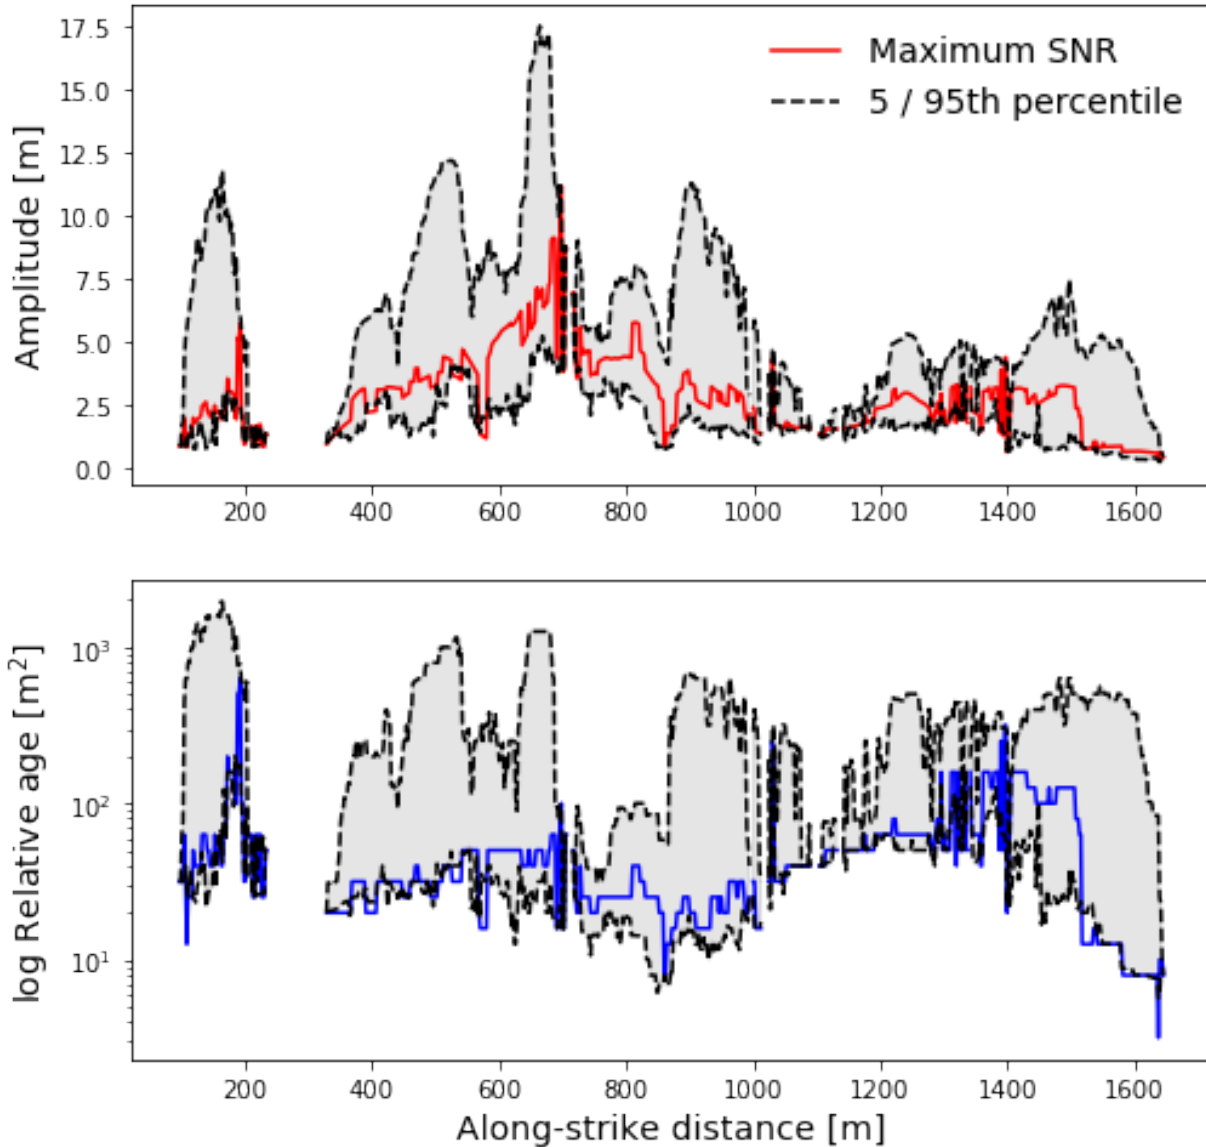 17.5
15.0
12.5
10.0
7.5
5.0
2.5
0.0
Amplitude [m]
Maximum SNR
5 / 95th percentile
200 400 600 800 1000 1200 1400 1600
10³
10²
10¹
log Relative age [m²]
200 400 600 800 1000 1200 1400 1600
Along-strike distance [m]